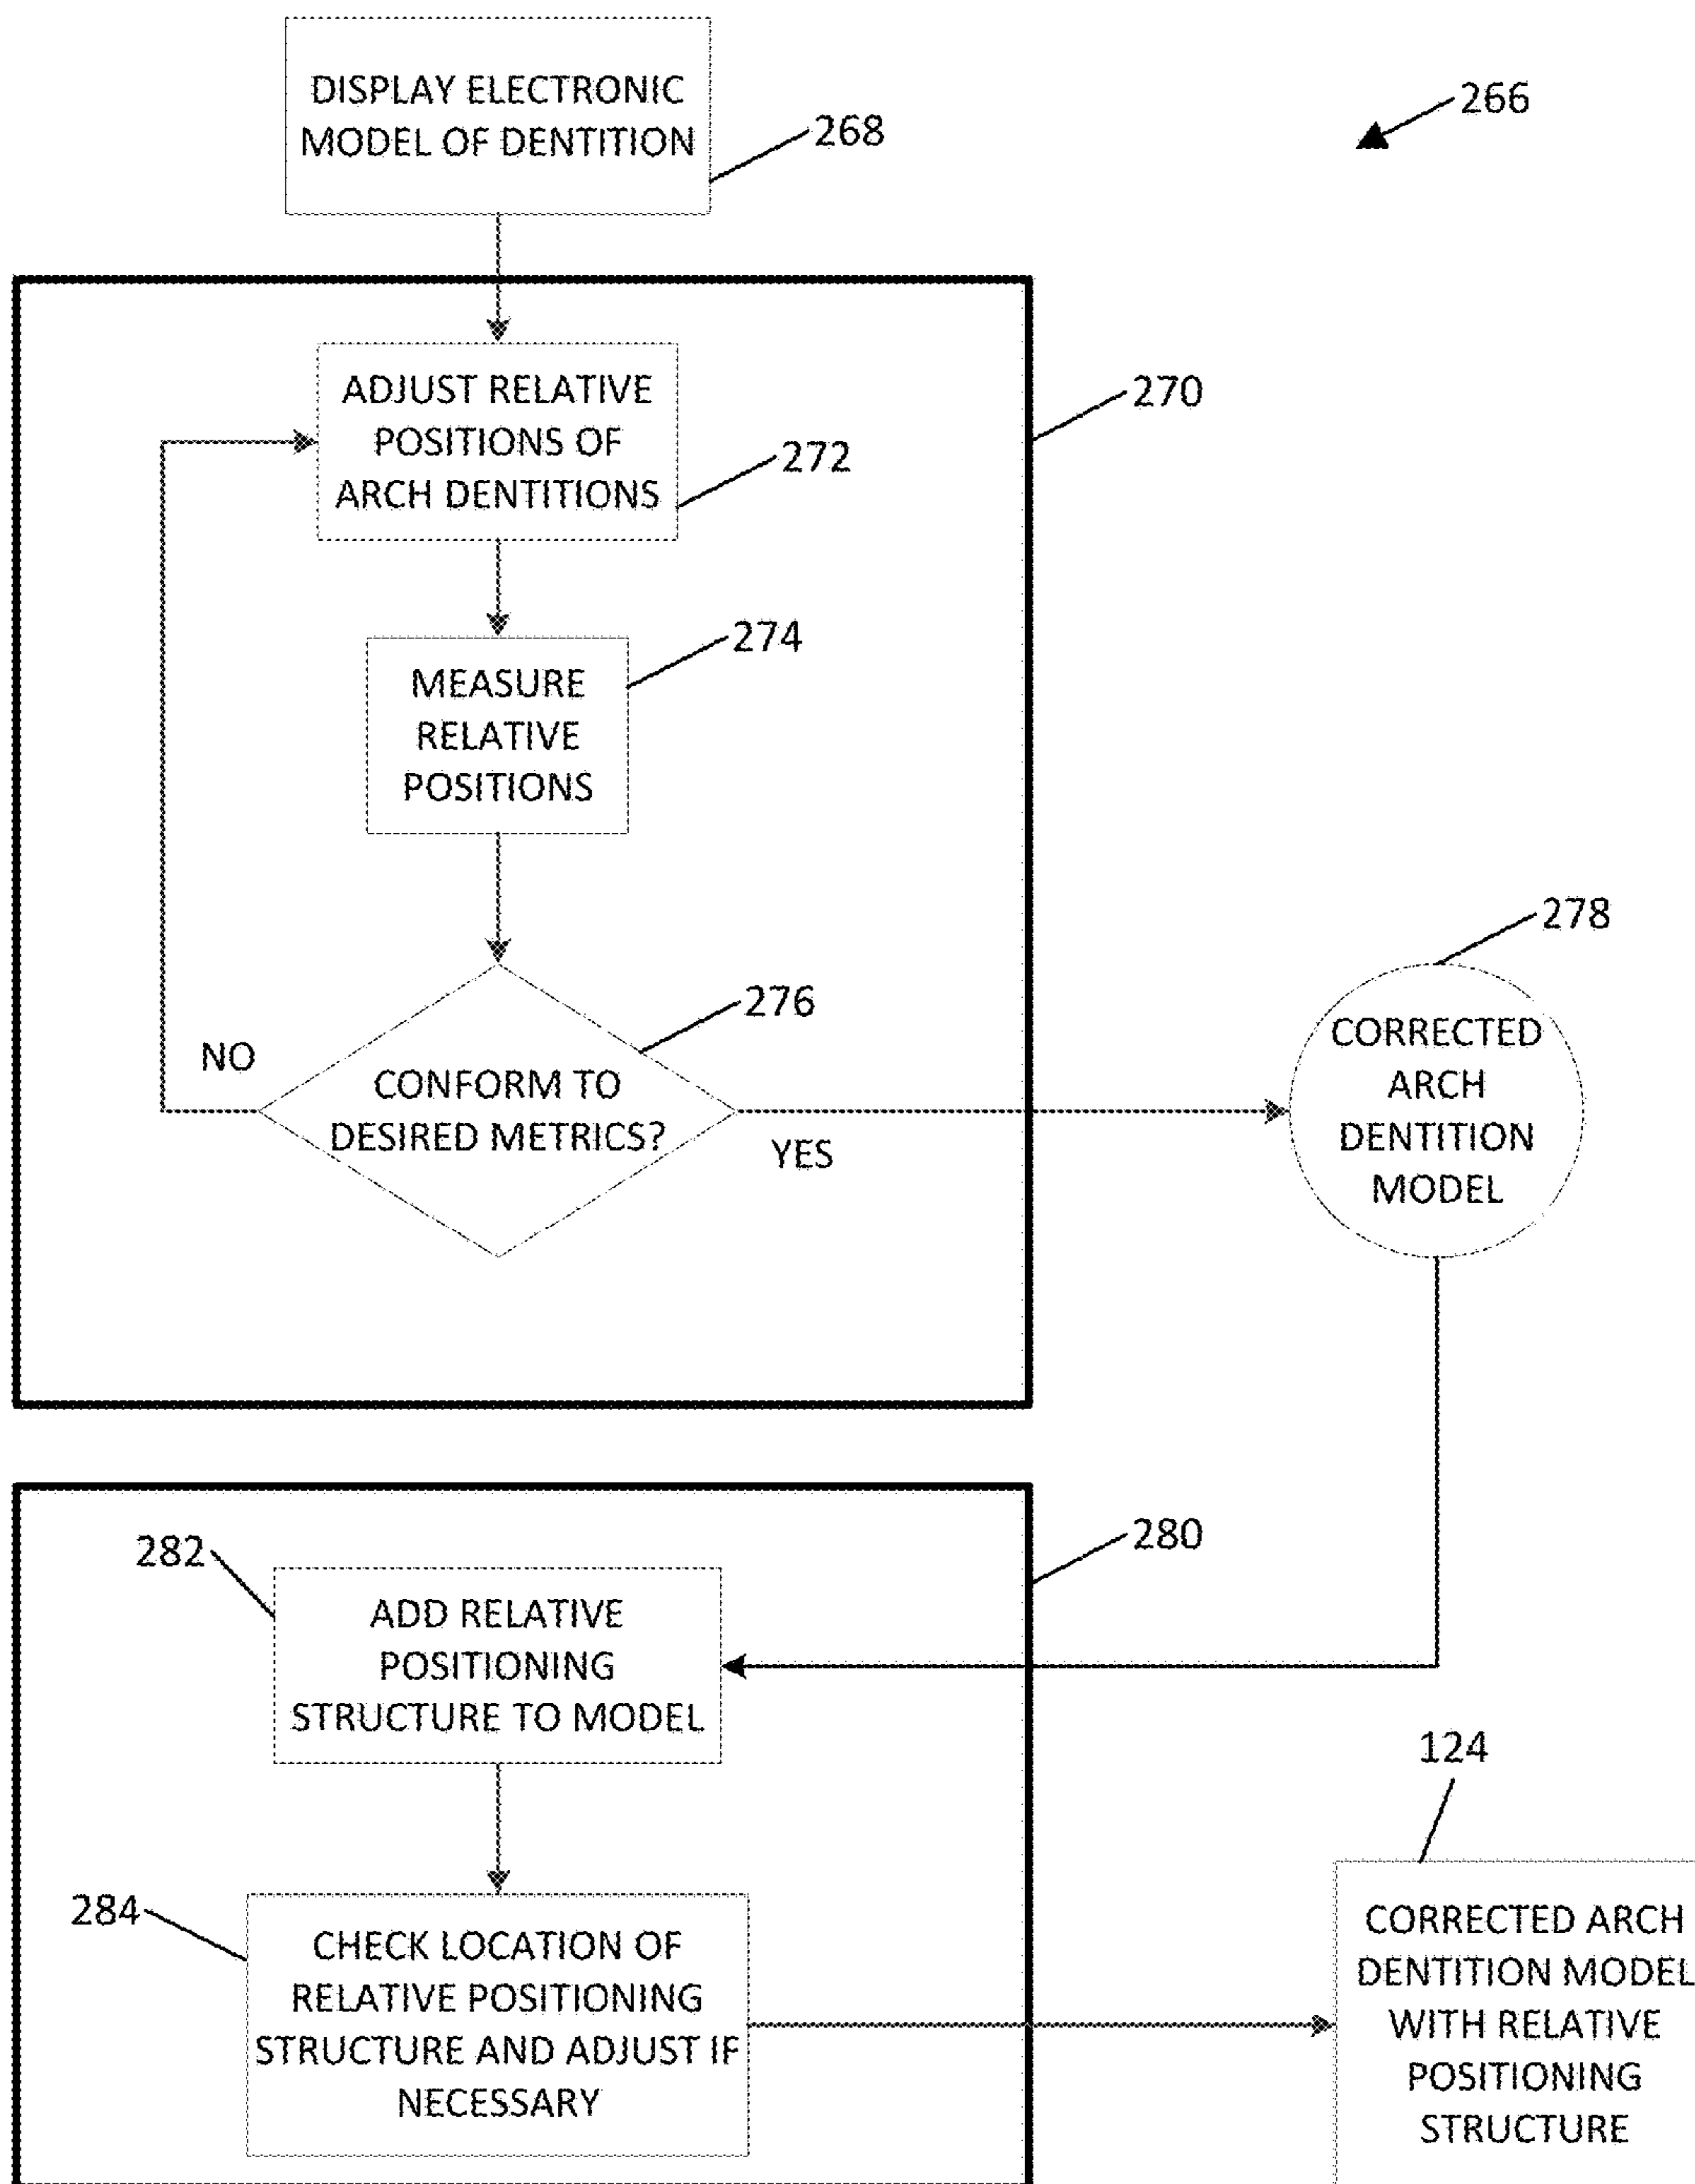 DISPLAY ELECTRONIC
MODEL OF DENTITION
268
266
270
ADJUST RELATIVE
POSITIONS OF
ARCH DENTITIONS
272
274
MEASURE
RELATIVE
POSITIONS
278
276
NO
CONFORM TO
DESIRED METRICS?
YES
CORRECTED
ARCH
DENTITION
MODEL
280
282
ADD RELATIVE
POSITIONING
STRUCTURE TO MODEL
124
284
CHECK LOCATION OF
RELATIVE POSITIONING
STRUCTURE AND ADJUST IF
NECESSARY
CORRECTED ARCH
DENTITION MODEL
WITH RELATIVE
POSITIONING
STRUCTURE